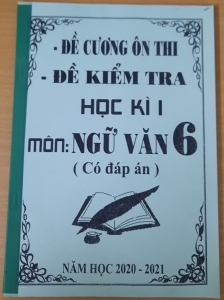 - ĐỀ CƯƠNG ÔN THI
- ĐỀ KIỂM TRA
HỌC KÌ I
MÔN: NGỮ VĂN 6
( Có đáp án )
NĂM HỌC 2020 - 2021